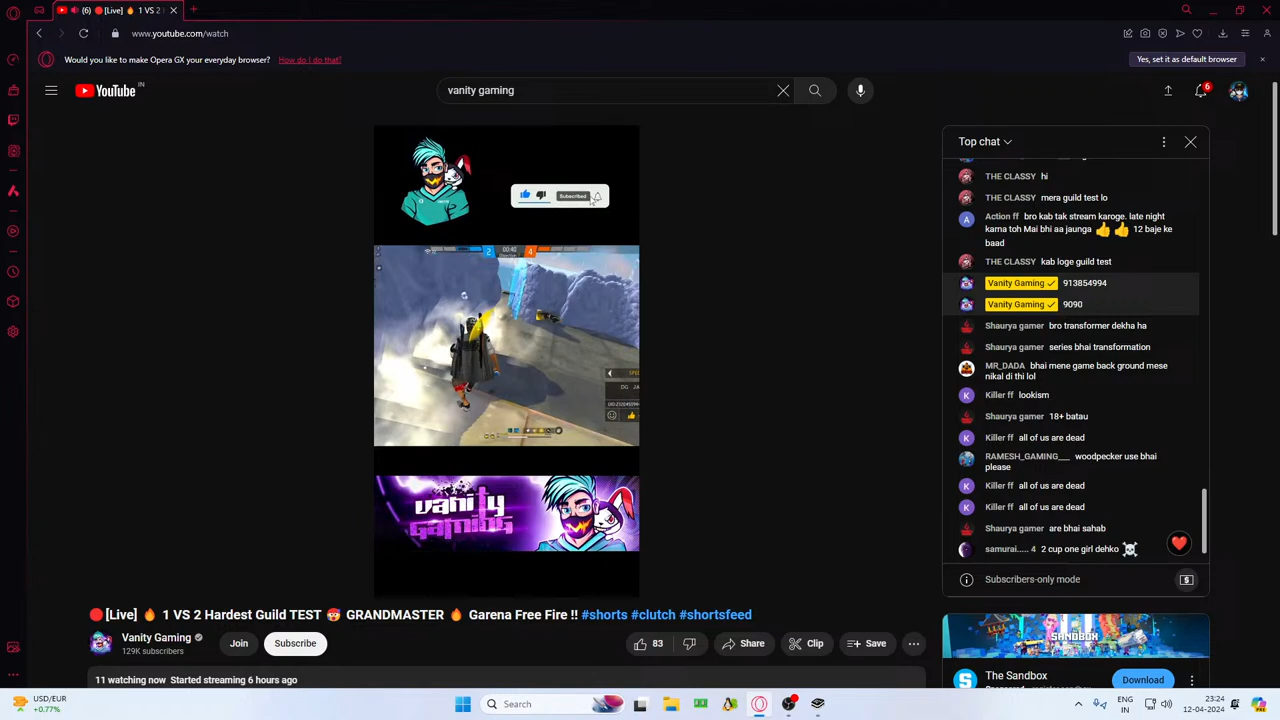 (6) [Live] 🔥 1 VS 2
www.youtube.com/watch
Would you like to make Opera GX your everyday browser? How do I do that?
Yes, set it as default browser
YouTube IN
vanity gaming
6
Subscribed
2 00:40 4
VANITY
GAMING
Top chat
THE CLASSY hi
THE CLASSY mera guild test lo
Action ff bro kab tak stream karoge. late night
karna toh Mai bhi aa jaunga 👍👍 12 baje ke
baad
THE CLASSY kab loge guild test
Vanity Gaming ✓ 913854994
Vanity Gaming ✓ 9090
Shaurya gamer bro transformer dekha ha
Shaurya gamer series bhai transformation
MR_DADA bhai mene game back ground mese
nikal di thi lol
Killer ff lookism
Shaurya gamer 18+ batau
Killer ff all of us are dead
RAMESH_GAMING___ woodpecker use bhai
please
Killer ff all of us are dead
Killer ff all of us are dead
Shaurya gamer are bhai sahab
samurai..... 4 2 cup one girl dehko ☠️
Subscribers-only mode
🔴[Live] 🔥 1 VS 2 Hardest Guild TEST 🎅 GRANDMASTER 🔥 Garena Free Fire !! #shorts #clutch #shortsfeed
Vanity Gaming
129K subscribers
Join
Subscribe
83
Share
Clip
Save
11 watching now Started streaming 6 hours ago
SANDBOX
The Sandbox
Download
USD/EUR
+0.77%
Search
ENG
IN
23:24
12-04-2024